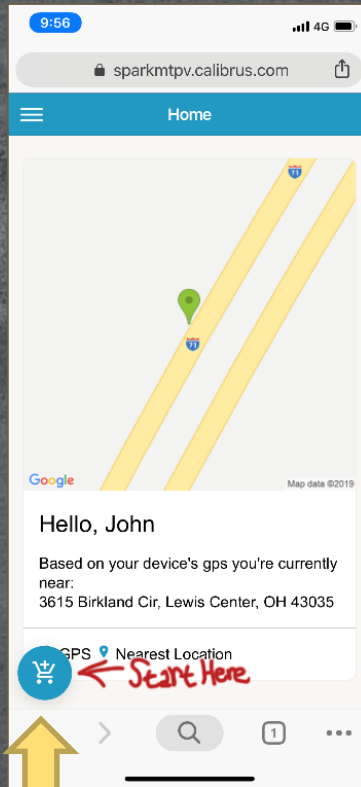 9:56
4G
sparkmtpv.calibrus.com
Home
71
71
Google
Map data ©2019
Hello, John
Based on your device's gps you're currently
near:
3615 Birkland Cir, Lewis Center, OH 43035
GPS Nearest Location
Start Here
1